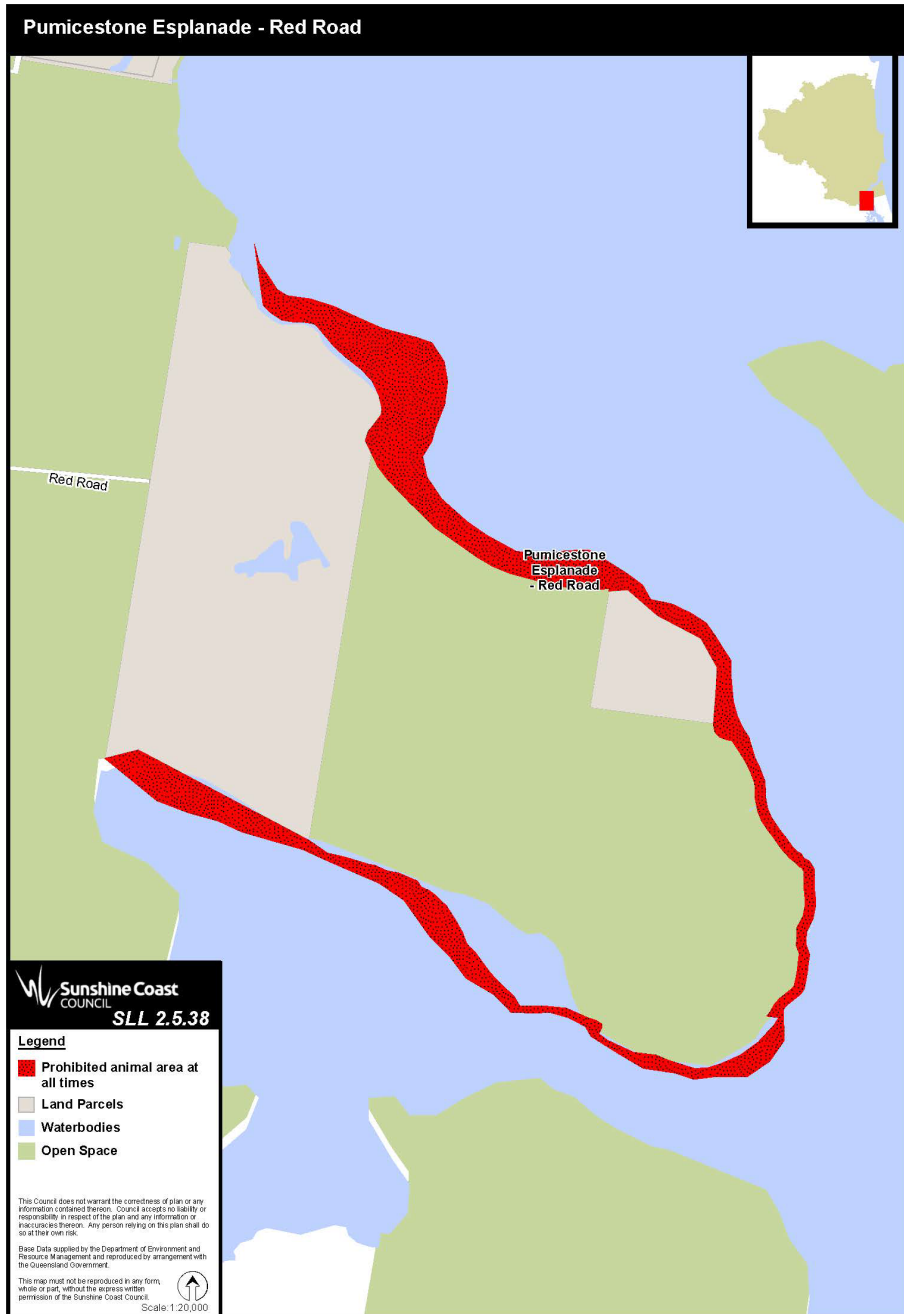 Pumicestone Esplanade - Red Road
Red Road
Pumicestone
Esplanade
- Red Road
Sunshine Coast
COUNCIL
SLL 2.5.38
Legend
Prohibited animal area at
all times
Land Parcels
Waterbodies
Open Space
This Council does not warrant the correctness of plan or any
information contained thereon. Council accepts no liability or
responsibility in respect of the plan and any information or
inaccuracies thereon. Any person relying on this plan shall do
so at their own risk.
Base Data supplied by the Department of Environment and
Resource Management and reproduced by arrangement with
the Queensland Government.
This map must not be reproduced in any form,
whole or part, without the express written
permission of the Sunshine Coast Council.
Scale: 1:20,000